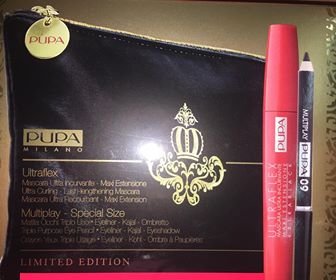 PUPA
PUPA
MILANO
Ultraflex
Mascara Ultra Incurvante - Maxi Estensione
Ultra Curling - Lash Lengthening Mascara
Mascara Ultra Recourbant - Maxi Extension
Multiplay - Special Size
Matita Occhi Triplo Uso • Eyeliner - Kajal - Ombretto
Triple Purpose Eye Pencil • Eyeliner - Kajal - Eyeshadow
Crayon Yeux Triple Usage • Eyeliner - Kohl - Ombre à Paupières
LIMITED EDITION
ULTRAFLEX
MULTIPLAY PUPA 09